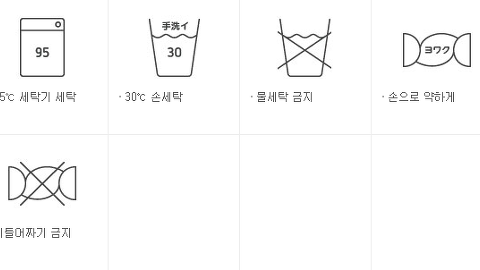 95
手洗イ
30
ヨワク
5℃ 세탁기 세탁
· 30℃ 손세탁
· 물세탁 금지
· 손으로 약하게
틀어짜기 금지